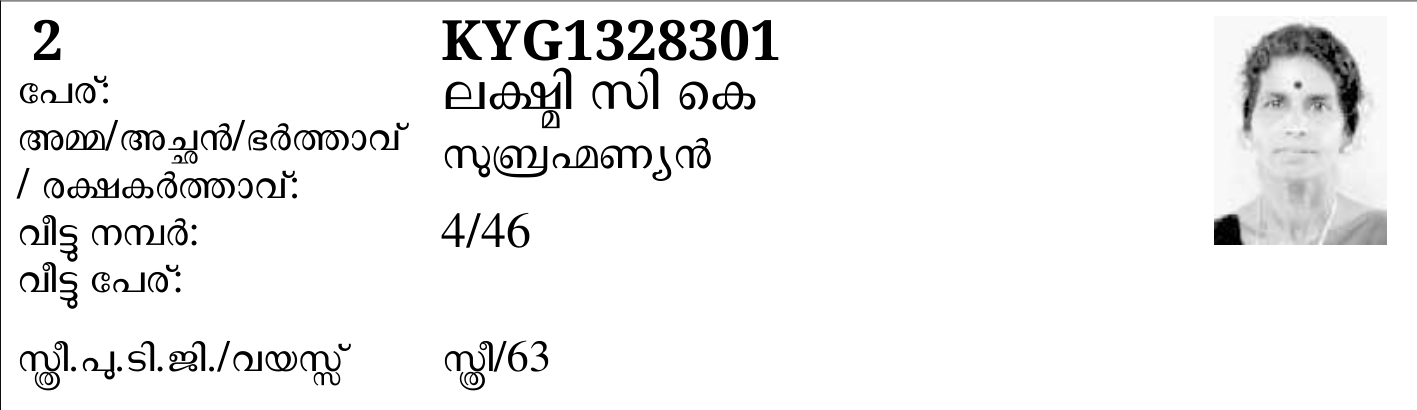 2 KYG1328301
പേര്: ലക്ഷ്മി സി കെ
അമ്മ/അച്ഛൻ/ഭർത്താവ് സുബ്രഹ്മണ്യൻ
/ രക്ഷകർത്താവ്:
വീട്ടു നമ്പർ: 4/46
വീട്ടു പേര്:
സ്ത്രീ.പു.ടി.ജി./വയസ്സ് സ്ത്രീ/63